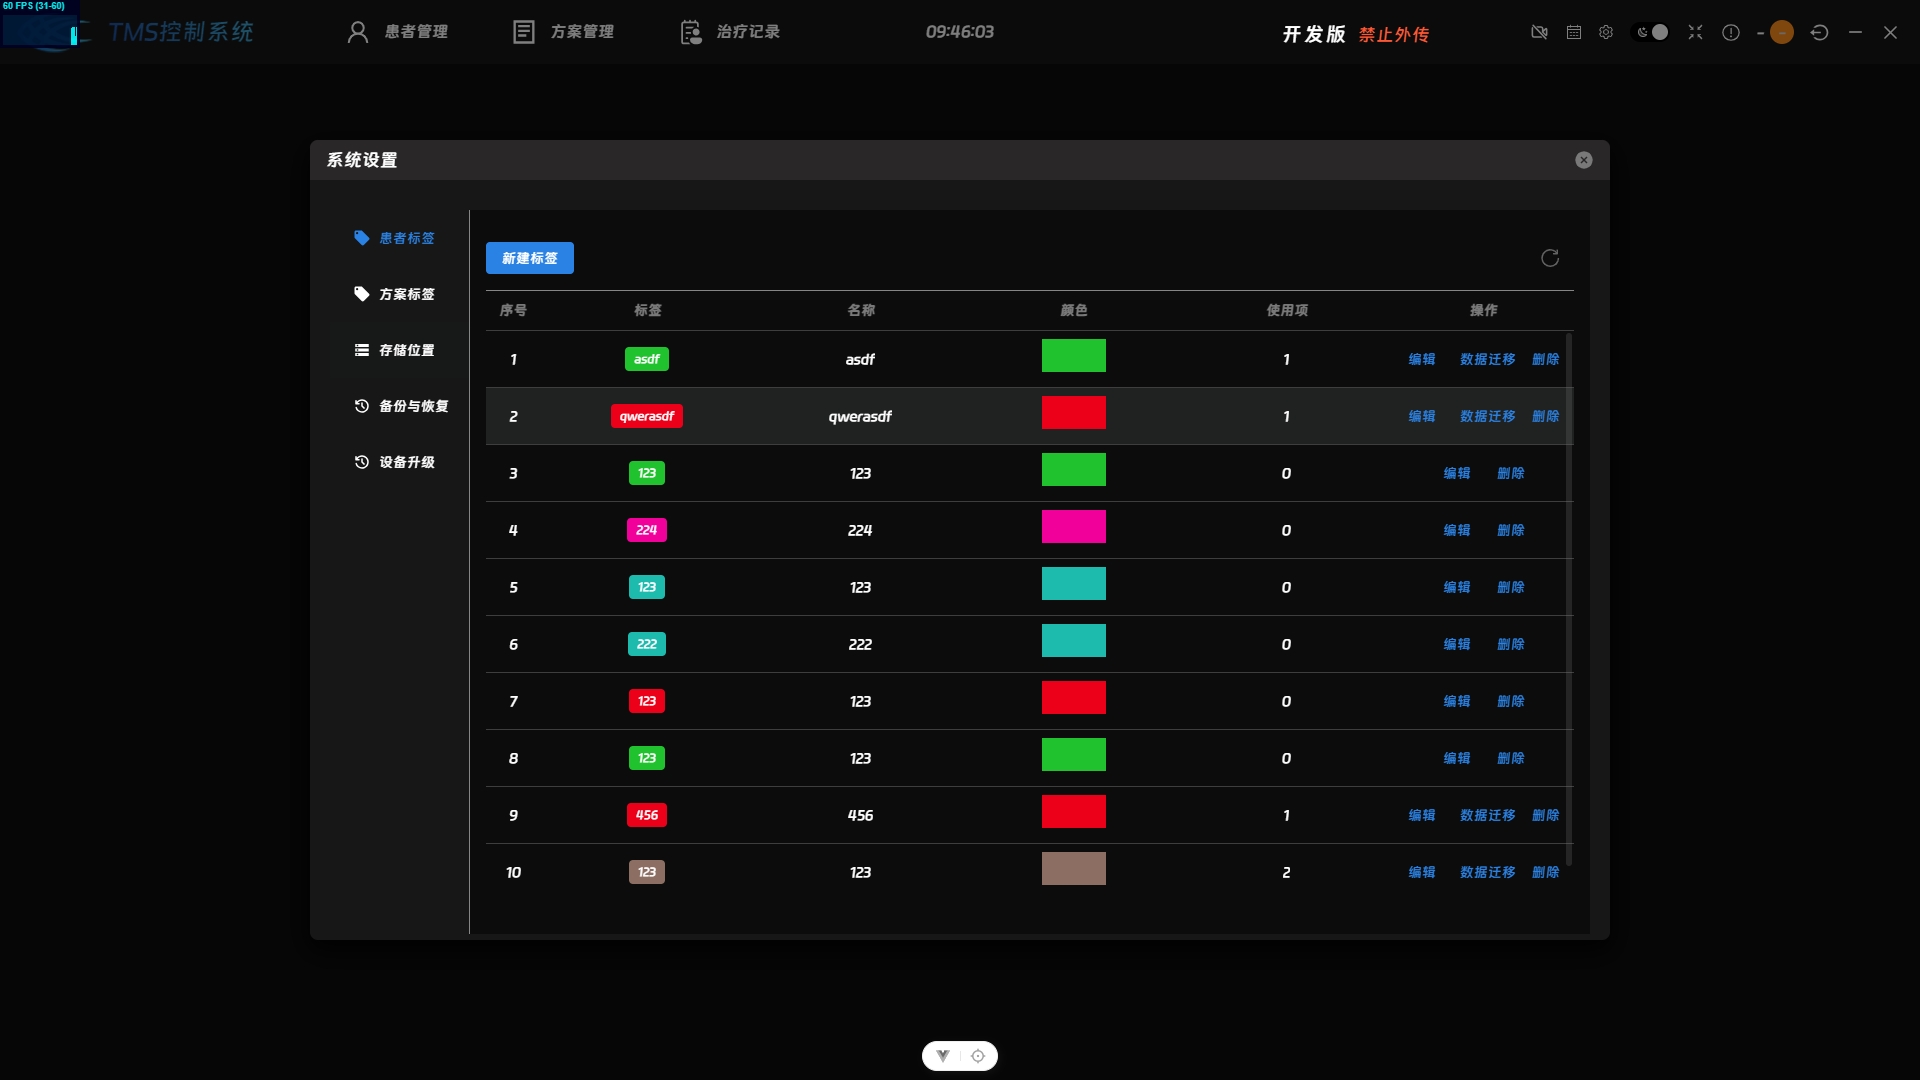 60 FPS (31-60)
TMS控制系统
患者管理
方案管理
治疗记录
09:46:03
开发版 禁止外传
- -
系统设置
患者标签
方案标签
存储位置
备份与恢复
设备升级
新建标签
序号 标签 名称 颜色 使用项 操作
1 asdf asdf 1 编辑 数据迁移 删除
2 qwerasdf qwerasdf 1 编辑 数据迁移 删除
3 123 123 0 编辑 删除
4 224 224 0 编辑 删除
5 123 123 0 编辑 删除
6 222 222 0 编辑 删除
7 123 123 0 编辑 删除
8 123 123 0 编辑 删除
9 456 456 1 编辑 数据迁移 删除
10 123 123 2 编辑 数据迁移 删除